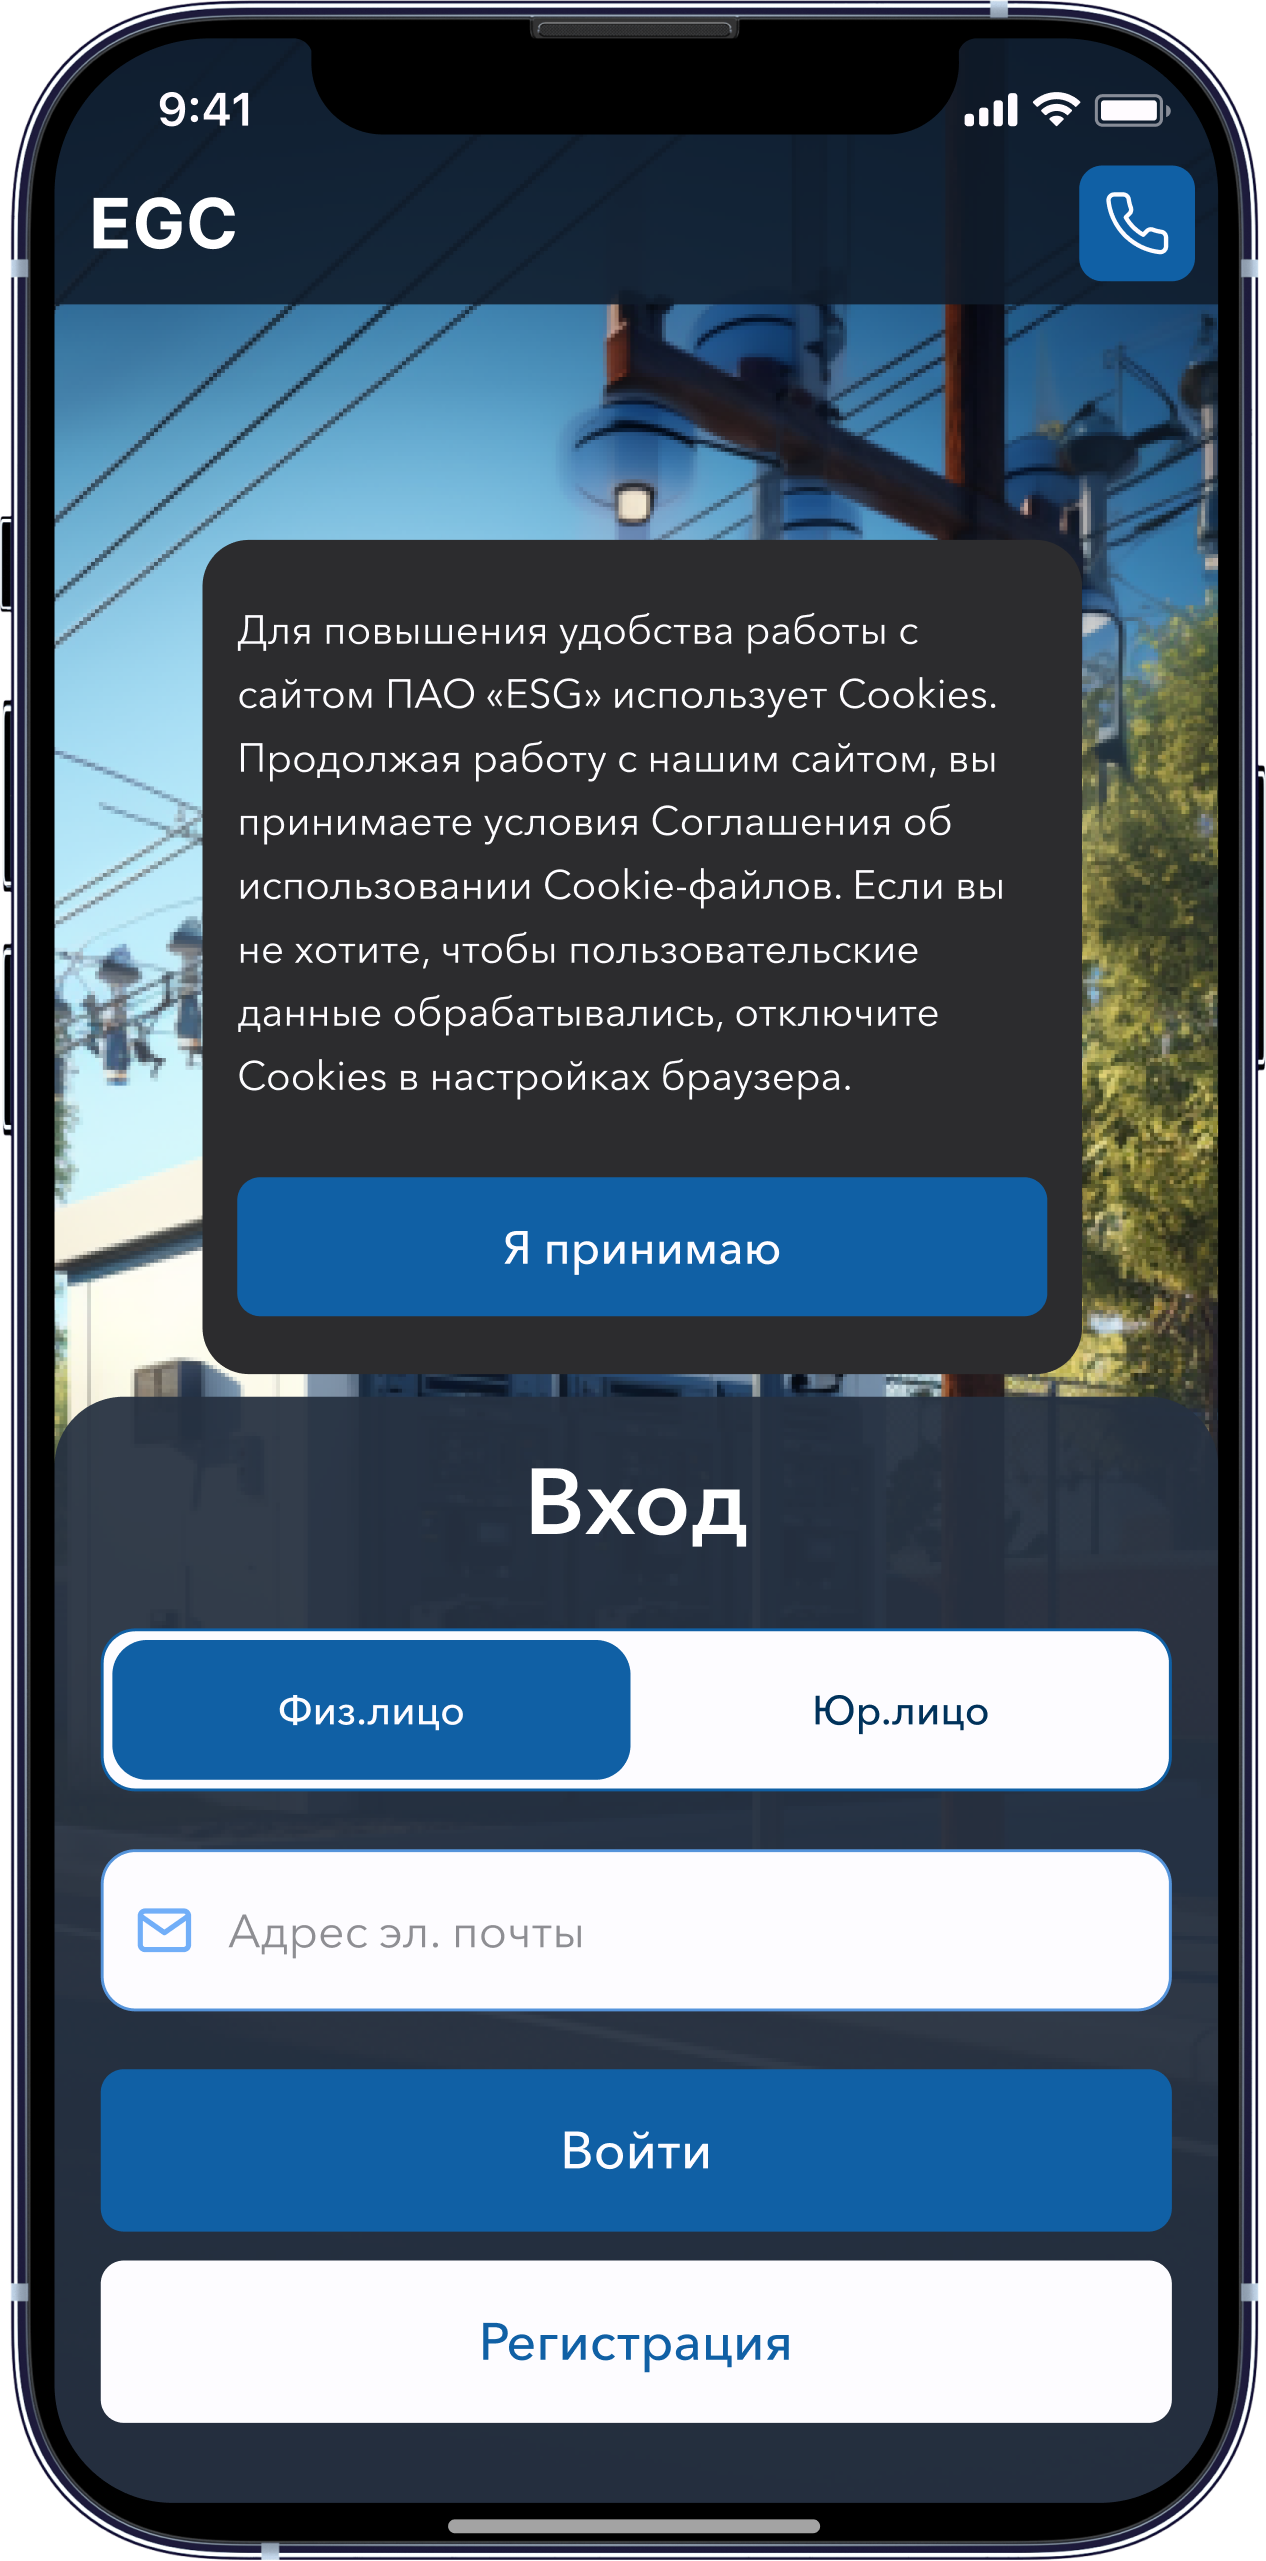 9:41
EGC
Для повышения удобства работы с
сайтом ПАО «ESG» использует Cookies.
Продолжая работу с нашим сайтом, вы
принимаете условия Соглашения об
использовании Cookie-файлов. Если вы
не хотите, чтобы пользовательские
данные обрабатывались, отключите
Cookies в настройках браузера.
Я принимаю
Вход
Физ.лицо
Юр.лицо
Адрес эл. почты
Войти
Регистрация